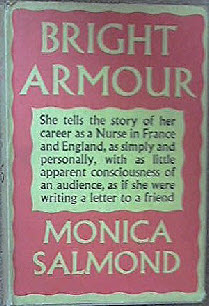 BRIGHT
ARMOUR
She tells the story of her
career as a Nurse in France
and England, as simply and
personally, with as little
apparent consciousness of
an audience, as if she were
writing a letter to a friend
MONICA
SALMOND